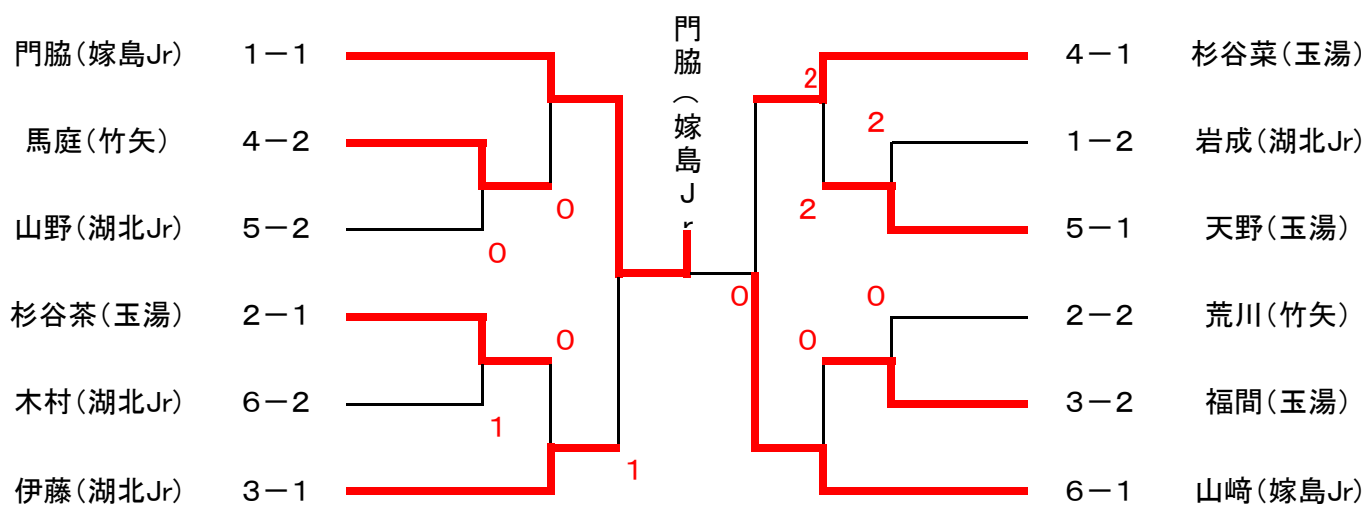 門脇(嫁島Jr) 1-1
馬庭(竹矢) 4-2
山野(湖北Jr) 5-2
杉谷茶(玉湯) 2-1
木村(湖北Jr) 6-2
伊藤(湖北Jr) 3-1
0
0
0
1
1
門脇(嫁島Jr
0
2
2
2
0
0
4-1 杉谷菜(玉湯)
1-2 岩成(湖北Jr)
5-1 天野(玉湯)
2-2 荒川(竹矢)
3-2 福間(玉湯)
6-1 山﨑(嫁島Jr)